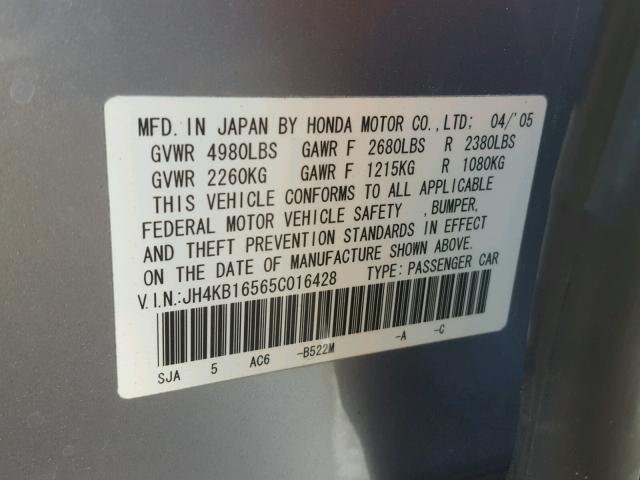 MFD. IN JAPAN BY HONDA MOTOR CO., LTD; 04/'05
GVWR 4980LBS GAWR F 2680LBS R 2380LBS
GVWR 2260KG GAWR F 1215KG R 1080KG
THIS VEHICLE CONFORMS TO ALL APPLICABLE
FEDERAL MOTOR VEHICLE SAFETY ,BUMPER,
AND THEFT PREVENTION STANDARDS IN EFFECT
ON THE DATE OF MANUFACTURE SHOWN ABOVE.
V.I.N.:JH4KB16565C016428 TYPE: PASSENGER CAR
SJA 5 AC6 -B522M -A -C